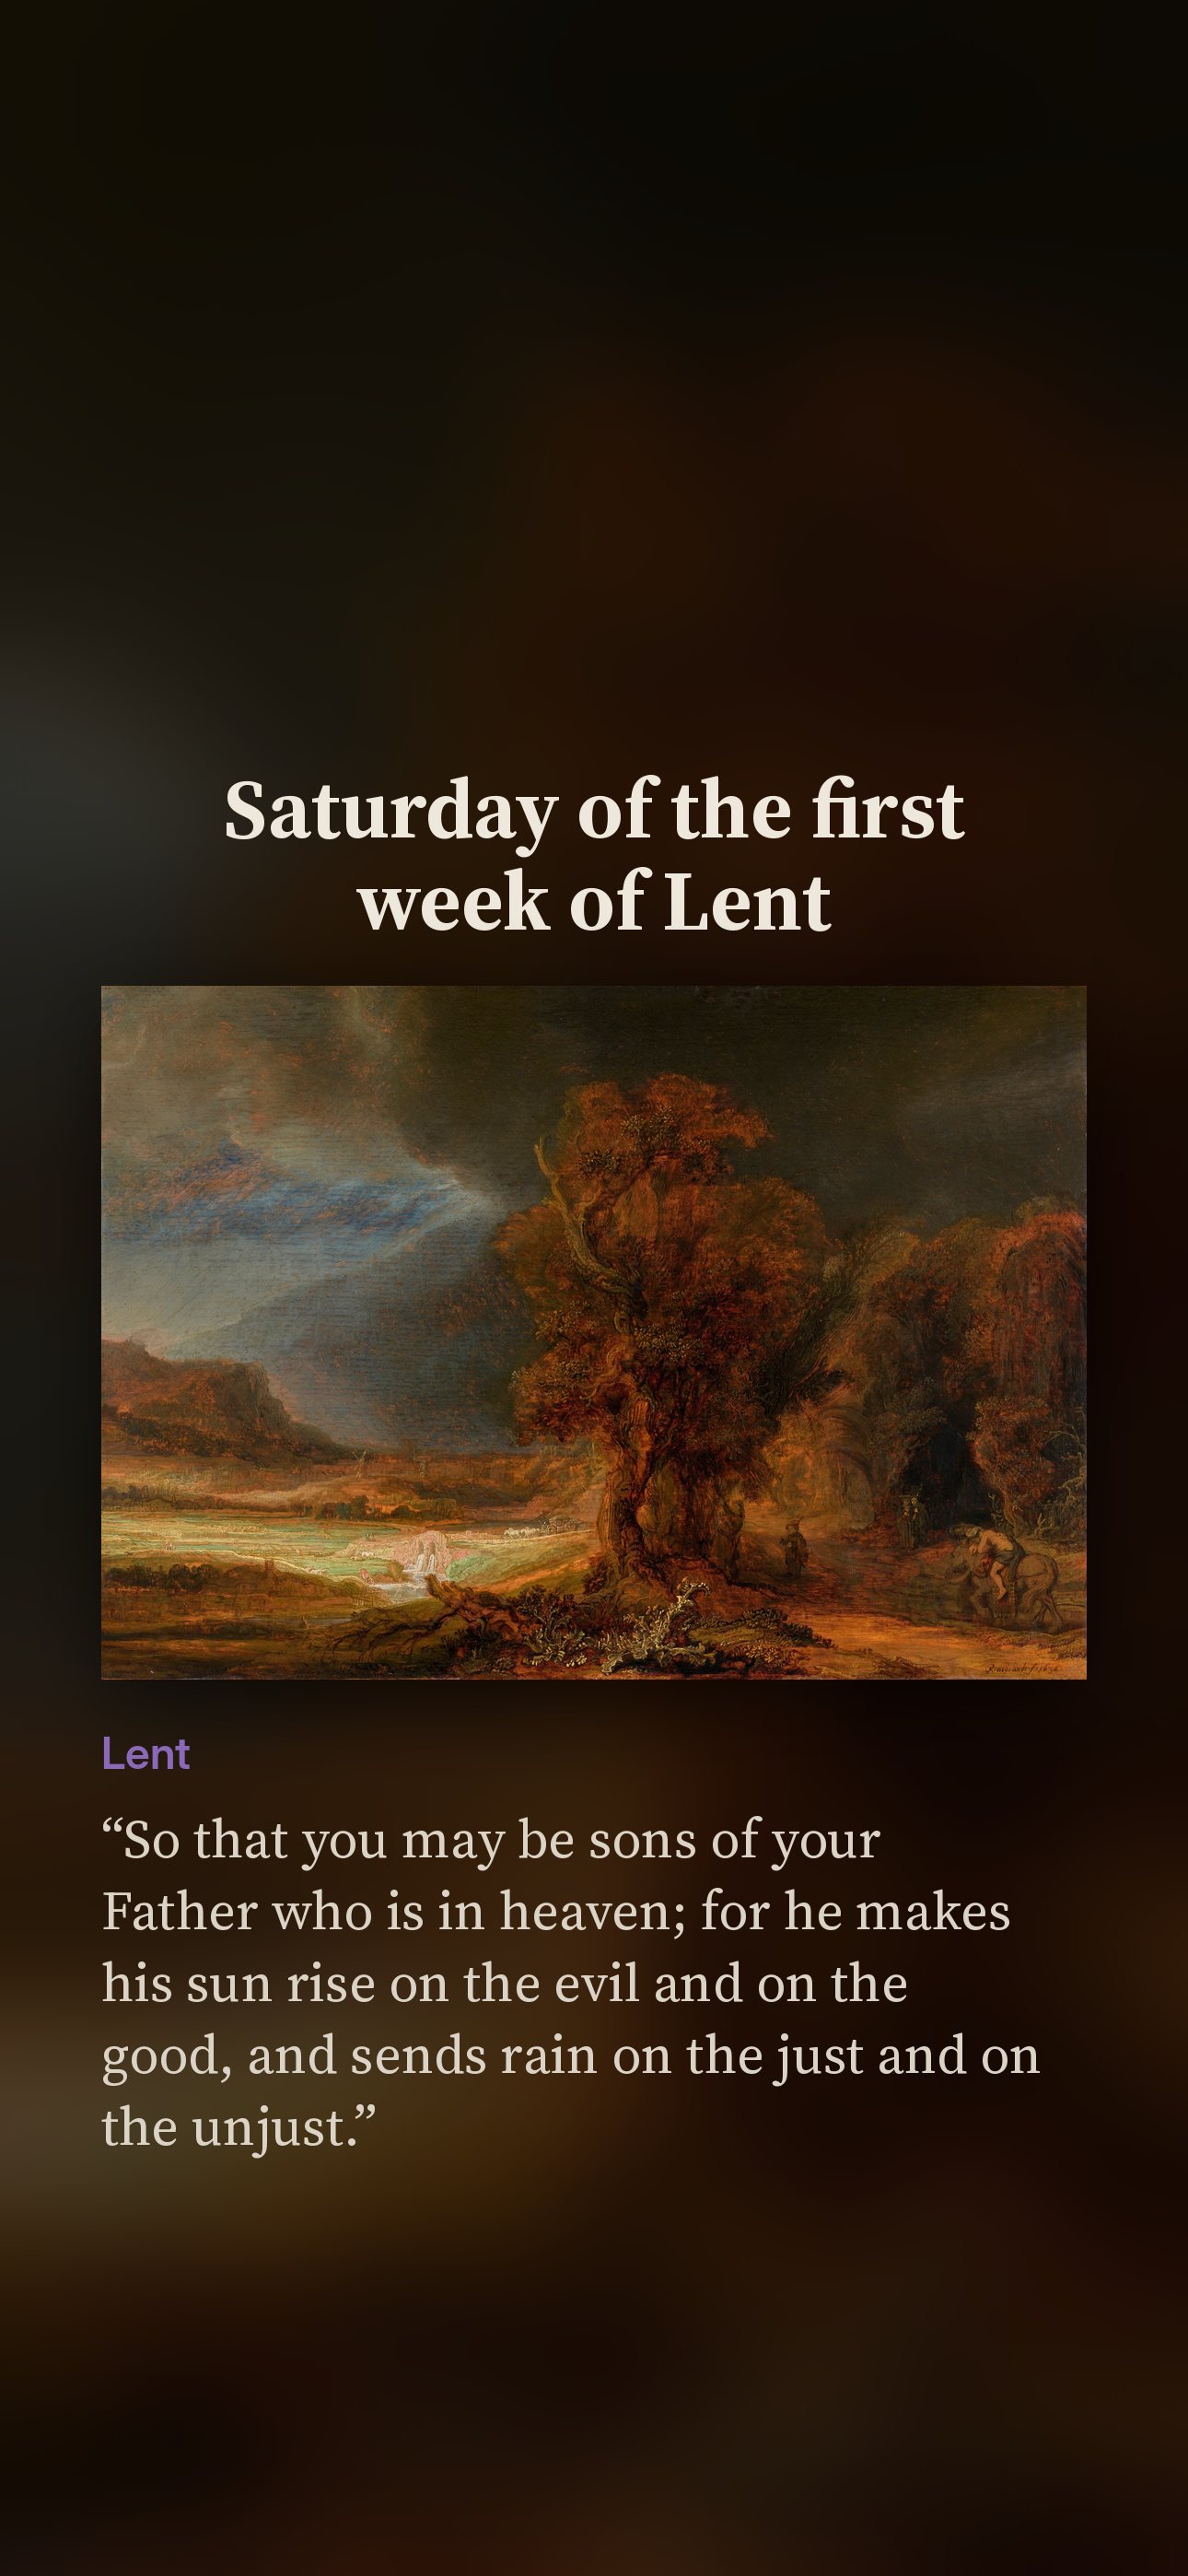 Saturday of the first
week of Lent
Lent
“So that you may be sons of your
Father who is in heaven; for he makes
his sun rise on the evil and on the
good, and sends rain on the just and on
the unjust.”